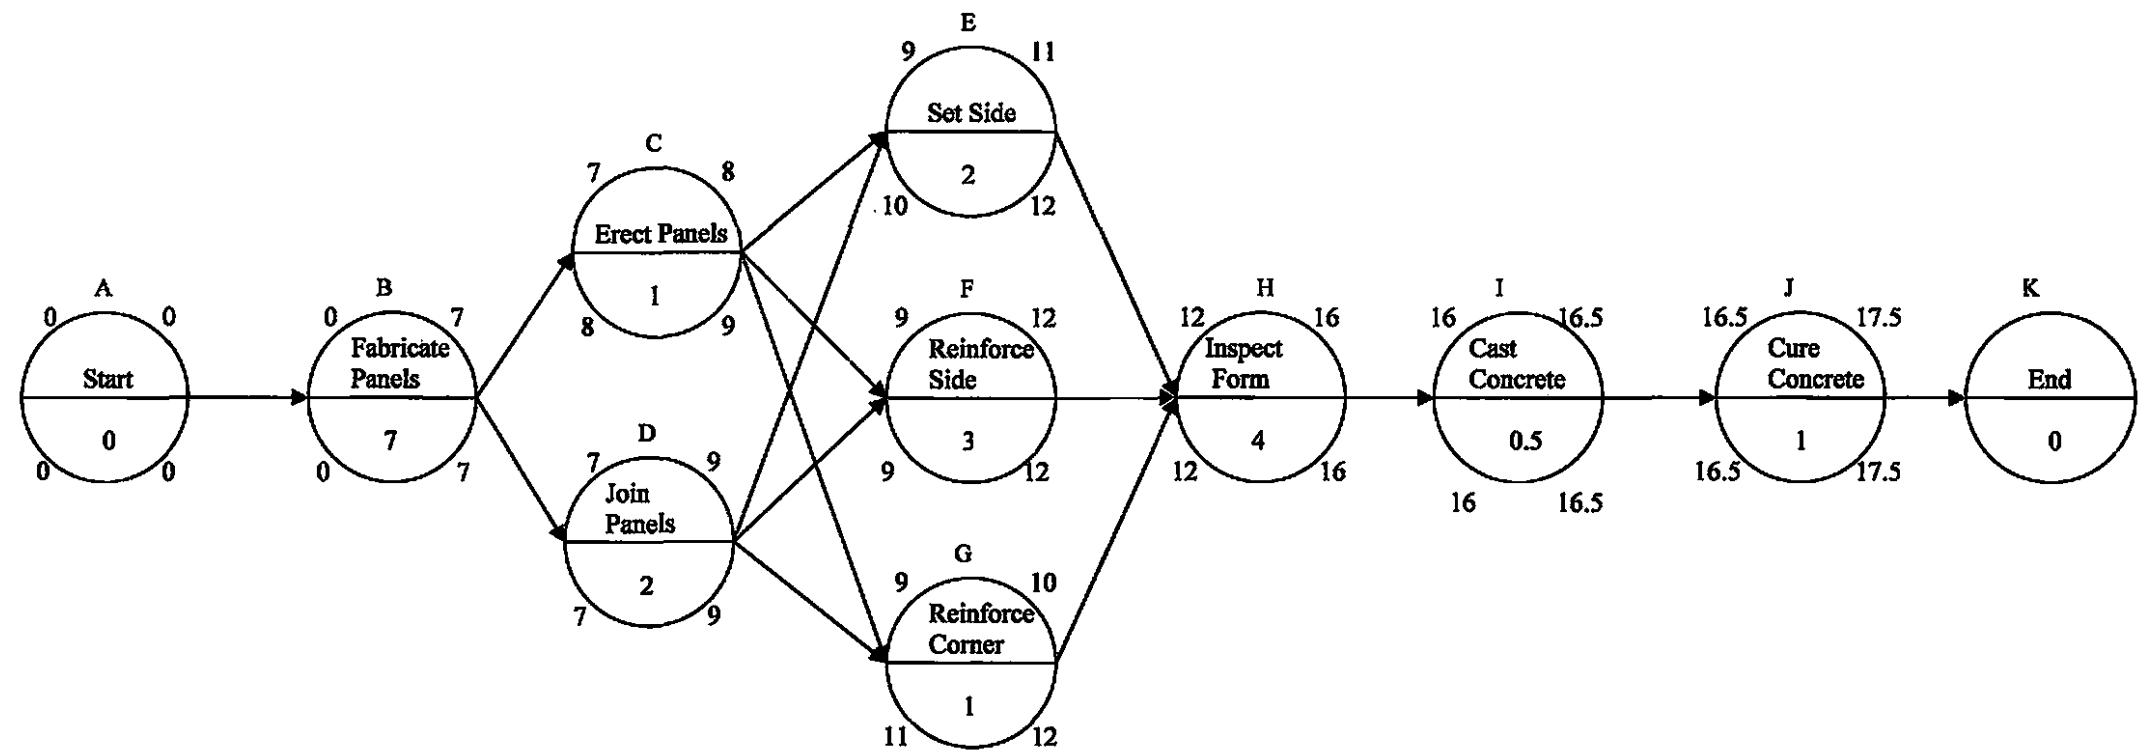 A
0 0
Start
0
0 0
B
0 7
Fabricate
Panels
7
0 7
C
7 8
Erect Panels
1
8 9
D
7 9
Join
Panels
2
7 9
E
9 11
Set Side
2
10 12
F
9 12
Reinforce
Side
3
9 12
G
9 10
Reinforce
Corner
1
11 12
H
12 16
Inspect
Form
4
12 16
I
16 16.5
Cast
Concrete
0.5
16 16.5
J
16.5 17.5
Cure
Concrete
1
16.5 17.5
K
End
0